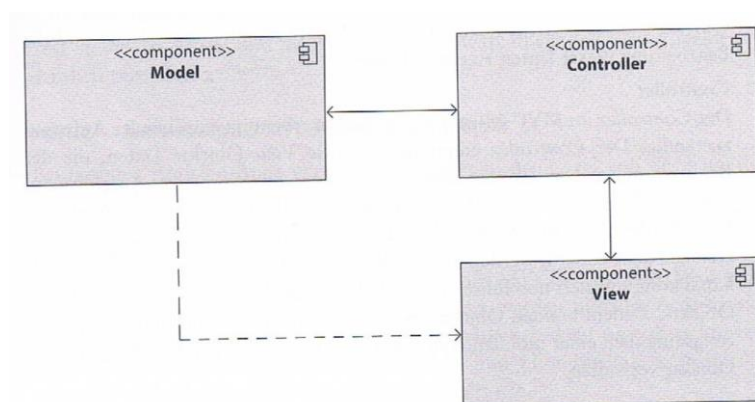 <<component>>
Model
<<component>>
Controller
<<component>>
View